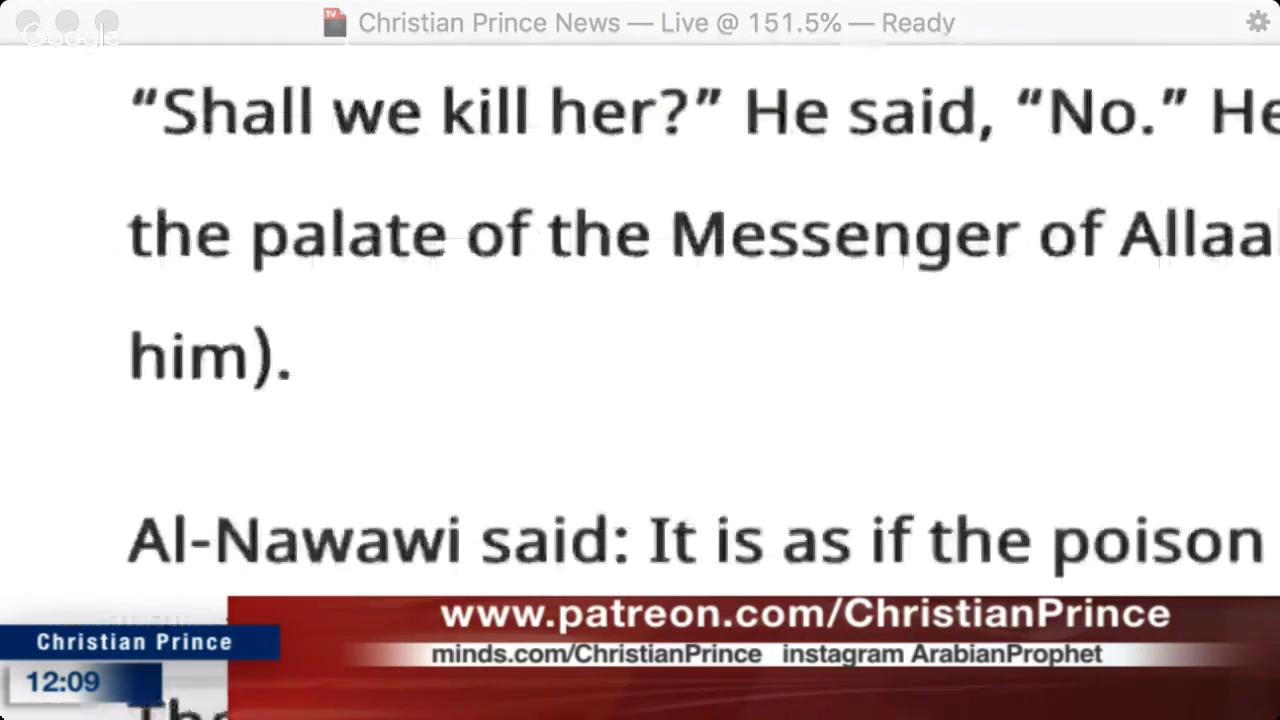 Christian Prince News — Live @ 151.5% — Ready
Google
“Shall we kill her?” He said, “No.” He
the palate of the Messenger of Allaa
him).
Al-Nawawi said: It is as if the poison
www.patreon.com/ChristianPrince
Christian Prince
minds.com/ChristianPrince instagram ArabianProphet
12:09